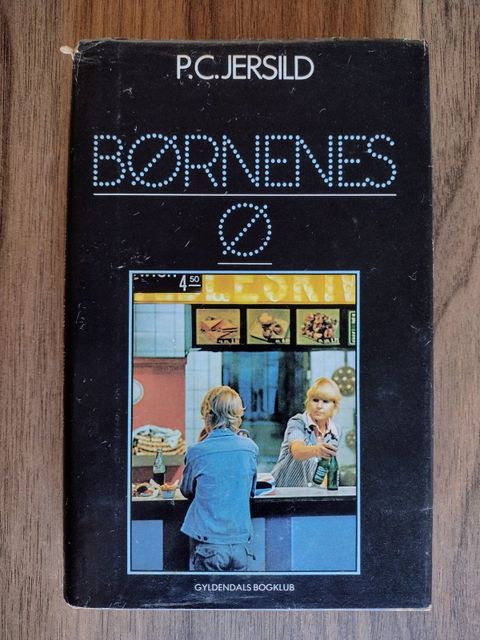 P.C. JERSILD
BØRNENES
Ø
4 50
GYLDENDALS BOGKLUB